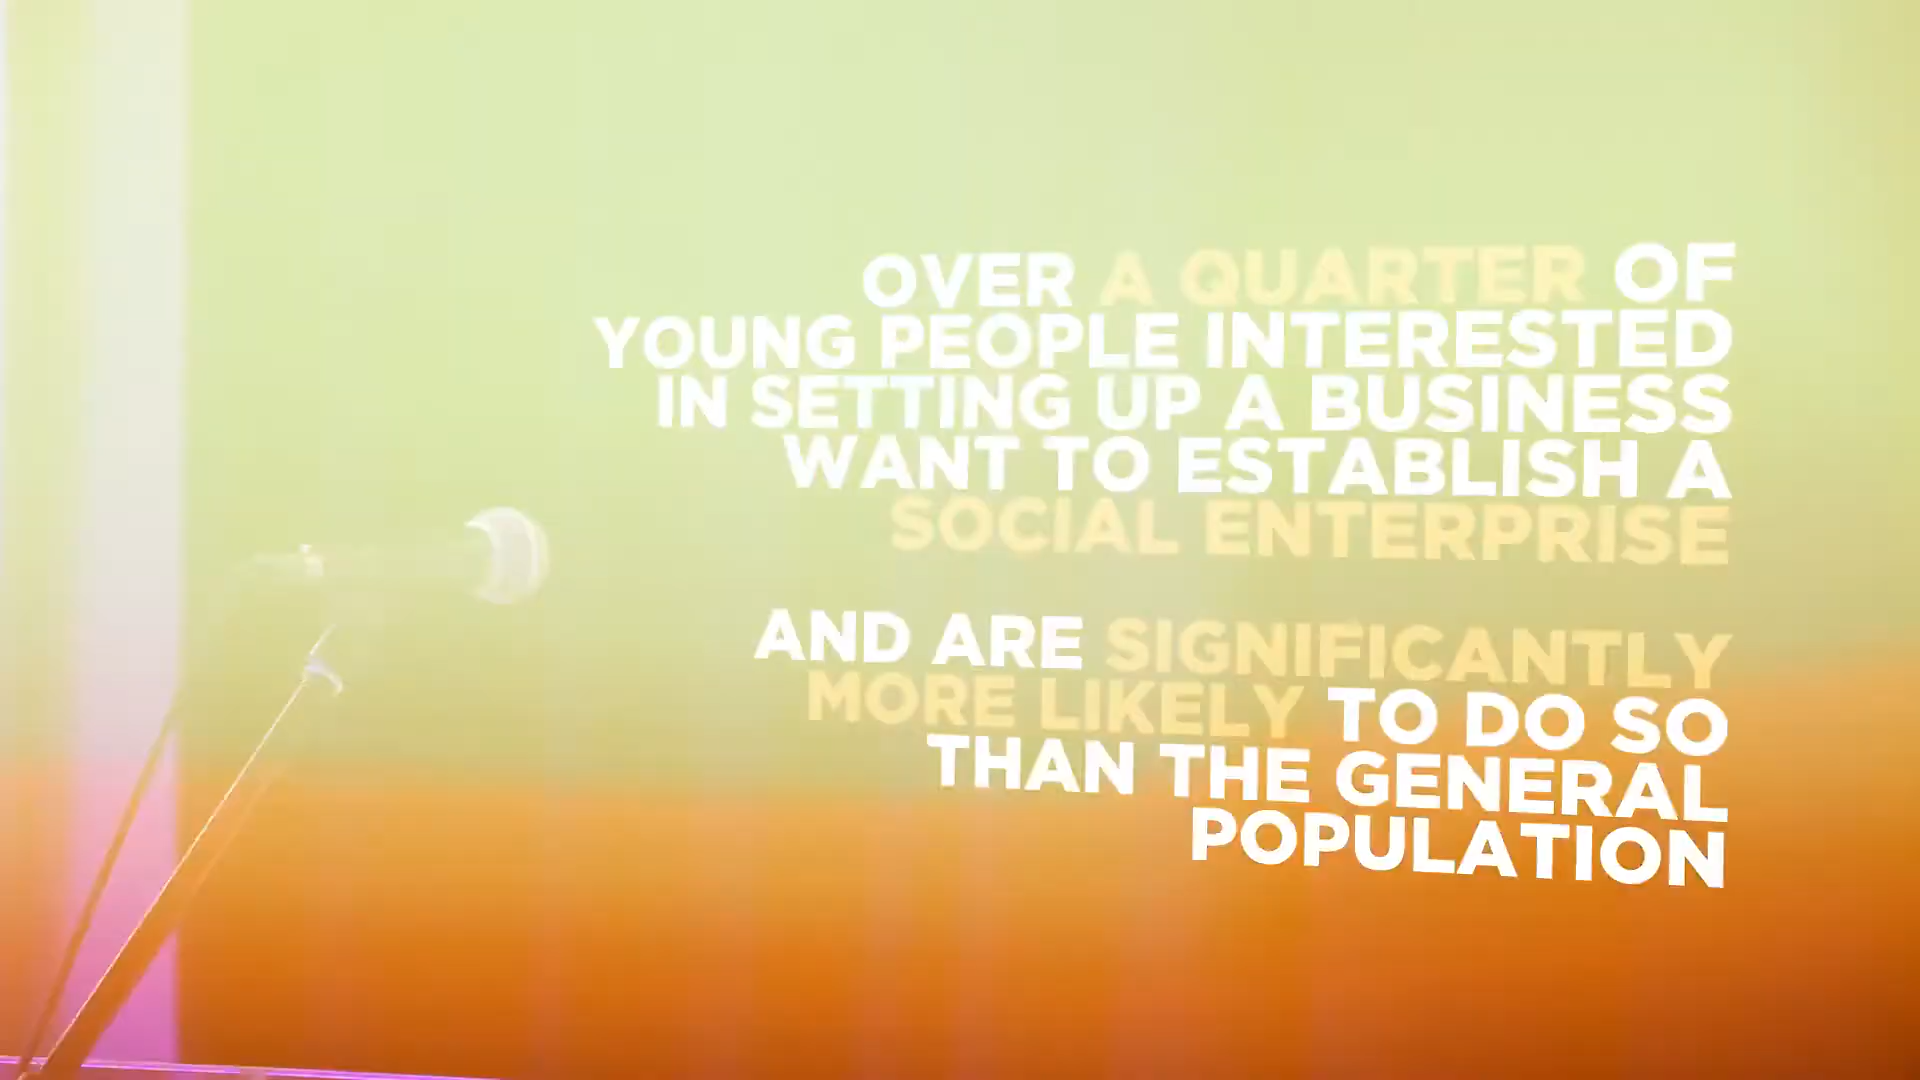 OVER A QUARTER OF
YOUNG PEOPLE INTERESTED
IN SETTING UP A BUSINESS
WANT TO ESTABLISH A
SOCIAL ENTERPRISE
AND ARE SIGNIFICANTLY
MORE LIKELY TO DO SO
THAN THE GENERAL
POPULATION